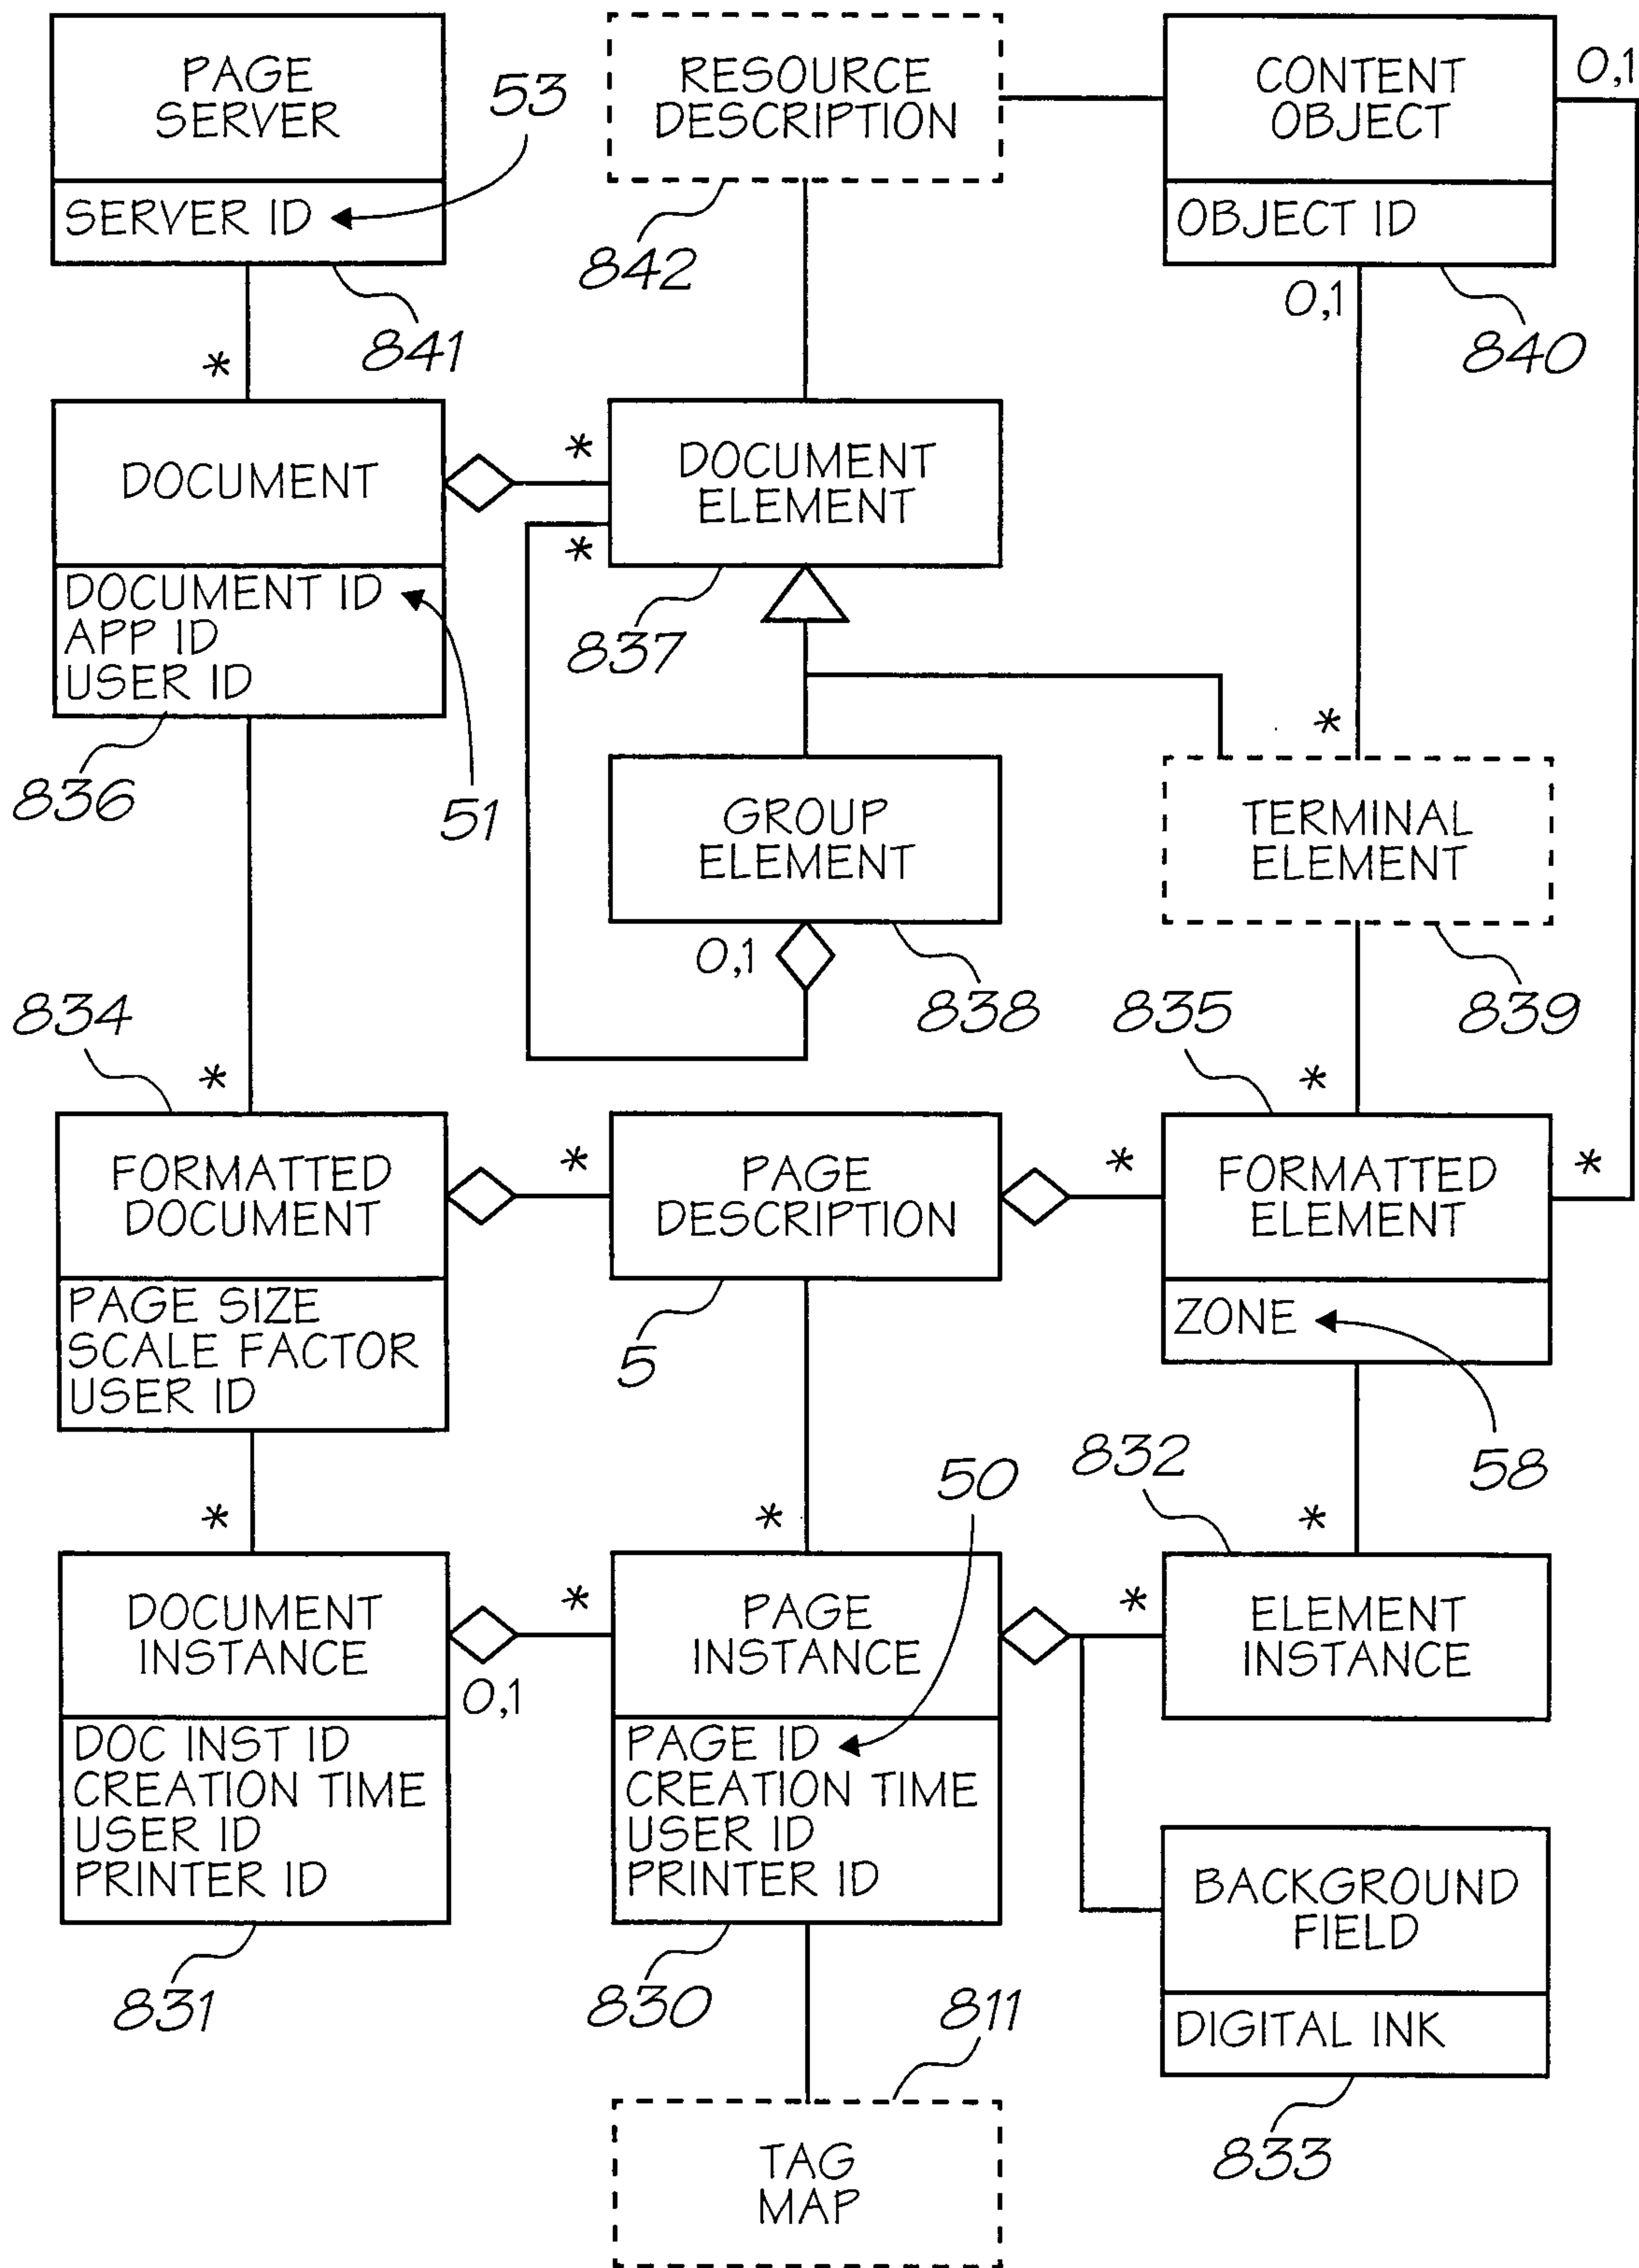 PAGE
SERVER
SERVER ID
53
841
*
RESOURCE
DESCRIPTION
842
CONTENT
OBJECT
OBJECT ID
0,1
0,1
840
DOCUMENT
DOCUMENT ID
APP ID
USER ID
836
51
*
*
DOCUMENT
ELEMENT
837
GROUP
ELEMENT
0,1
838
*
TERMINAL
ELEMENT
839
834
*
FORMATTED
DOCUMENT
PAGE SIZE
SCALE FACTOR
USER ID
*
PAGE
DESCRIPTION
5
835
*
*
FORMATTED
ELEMENT
*
ZONE
58
*
DOCUMENT
INSTANCE
DOC INST ID
CREATION TIME
USER ID
PRINTER ID
831
0,1
*
*
50
PAGE
INSTANCE
PAGE ID
CREATION TIME
USER ID
PRINTER ID
830
832
*
*
ELEMENT
INSTANCE
BACKGROUND
FIELD
DIGITAL INK
833
811
TAG
MAP